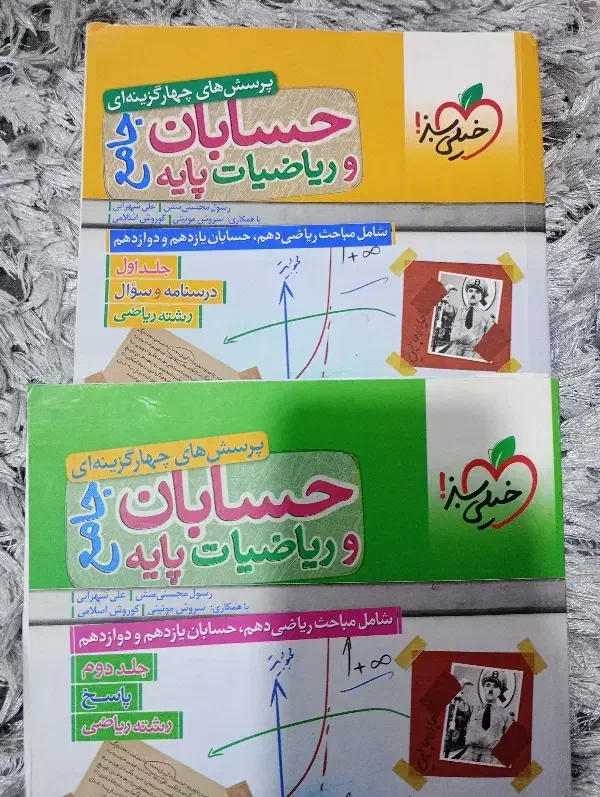 پرسش‌های چهارگزینه‌ای
حسابان جامع
و ریاضیات پایه
خیلی سبز!
رسول محسنی‌منش | علی شهرابی
با همکاری: سروش موئینی | کوروش اسلامی
شامل مباحث ریاضی دهم، حسابان یازدهم و دوازدهم
جلد اول
درسنامه و سؤال
رشته ریاضی
محبوبیت
+∞
پرسش‌های چهارگزینه‌ای
حسابان جامع
و ریاضیات پایه
خیلی سبز!
رسول محسنی‌منش | علی شهرابی
با همکاری: سروش موئینی | کوروش اسلامی
شامل مباحث ریاضی دهم، حسابان یازدهم و دوازدهم
جلد دوم
پاسخ
رشته ریاضی
محبوبیت
+∞